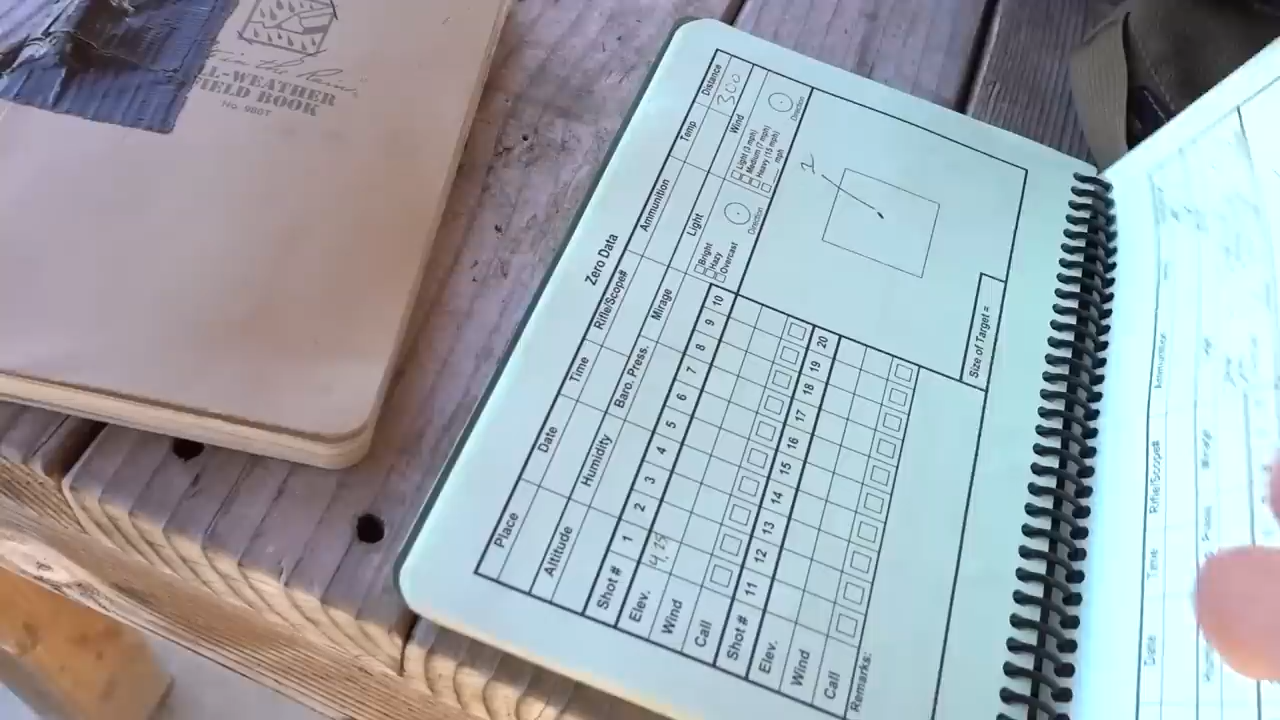 in the Rain"
L-WEATHER
FIELD BOOK
No 980T
Zero Data
Place Date Time Rifle/Scope# Ammunition Temp Distance
300
Altitude Humidity Baro. Press. Mirage Light Wind
Bright
Hazy
Overcast
Direction
Light (3 mph)
Medium (7 mph)
Heavy (15 mph)
mph
Direction
Shot # 1 2 3 4 5 6 7 8 9 10
Elev. 4.25
Wind
Call
Shot # 11 12 13 14 15 16 17 18 19 20
Elev.
Wind
Call
Remarks:
2
Size of Target =
Date Time Rifle/Scope# Ammunition